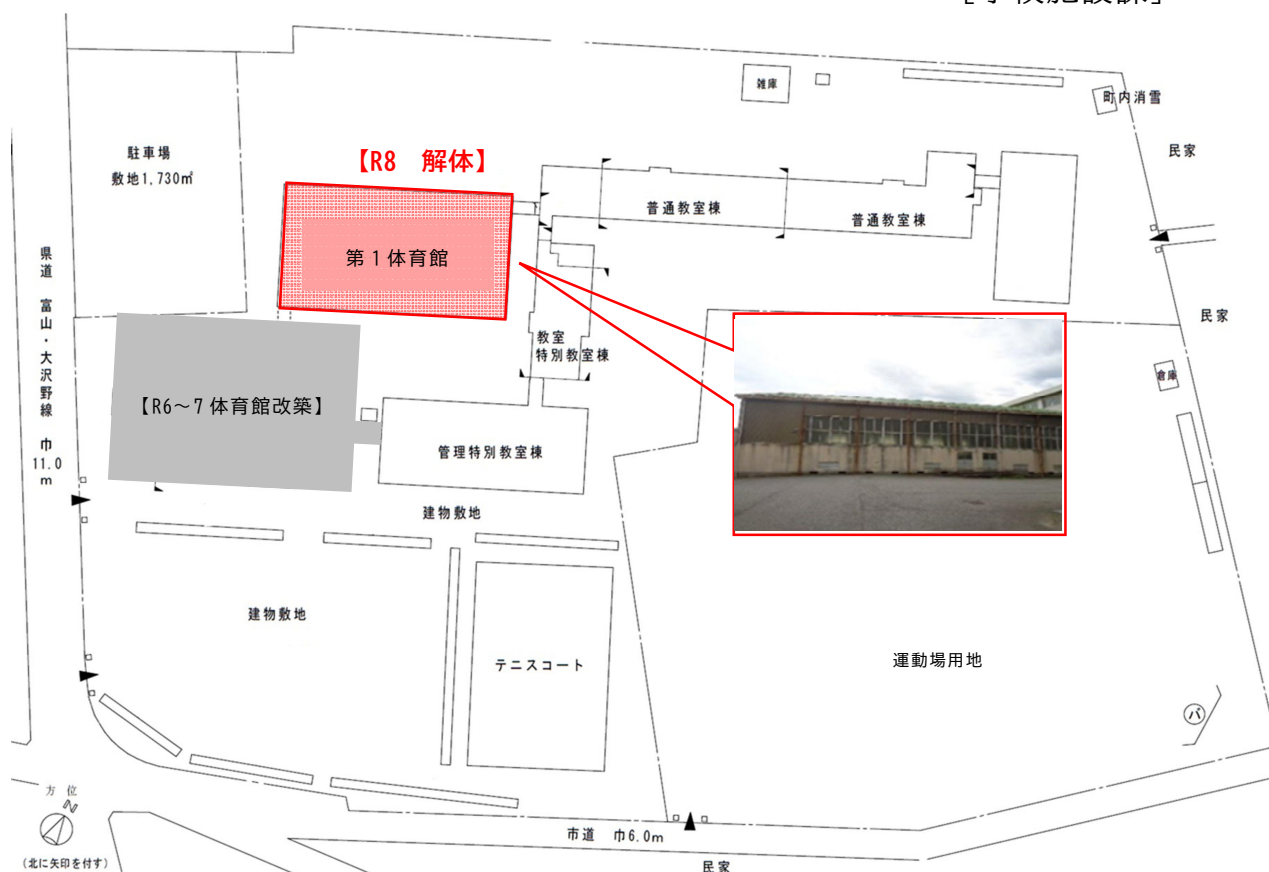 雑庫
町内消雪
民家
駐車場
敷地1,730㎡
【R8 解体】
普通教室棟
普通教室棟
第1体育館
県道 富山・大沢野線 巾11.0m
民家
教室
特別教室棟
倉庫
【R6~7体育館改築】
管理特別教室棟
建物敷地
建物敷地
テニスコート
運動場用地
バ
方位
N
(北に矢印を付す)
市道 巾6.0m
民家